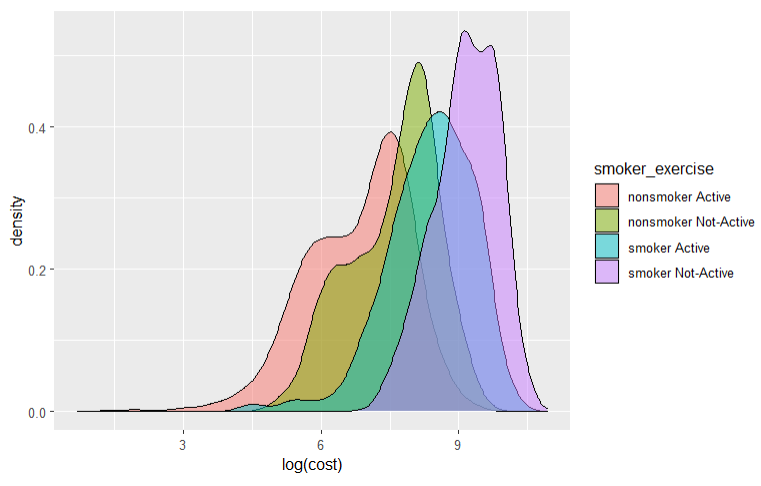 density
0.4
0.2
0.0
3
6
9
log(cost)
smoker_exercise
nonsmoker Active
nonsmoker Not-Active
smoker Active
smoker Not-Active